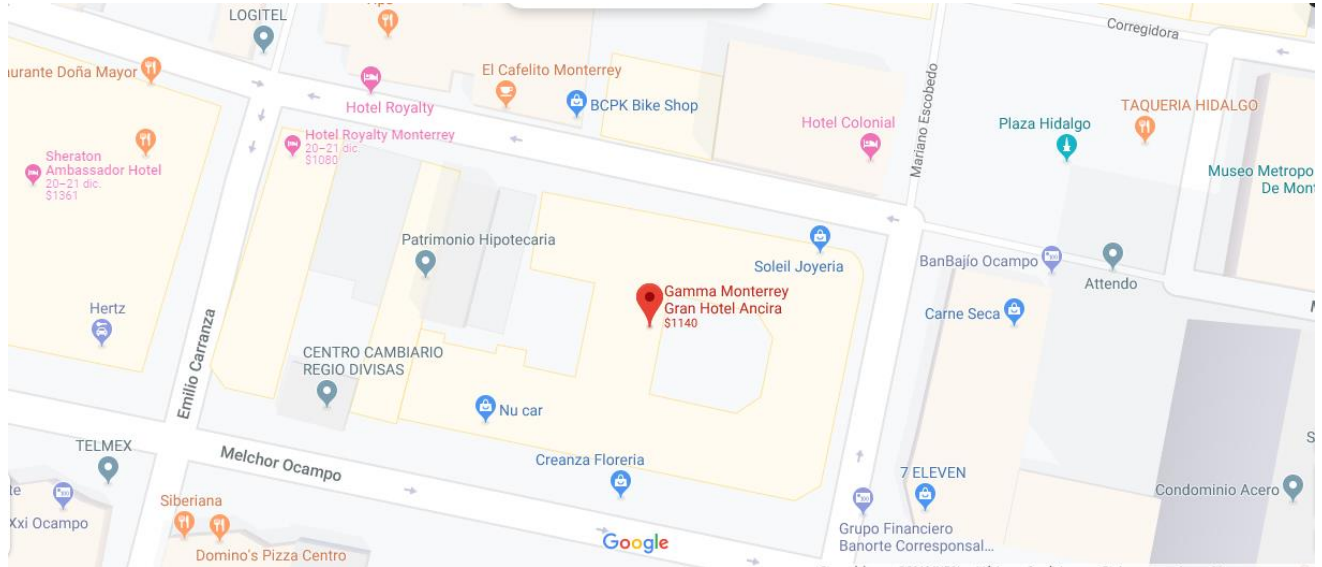 LOGITEL
Corregidora
El Cafelito Monterrey
Doña Mayor
Hotel Royalty
BCPK Bike Shop
TAQUERIA HIDALGO
Hotel Royalty Monterrey
20–21 dic.
$1080
Hotel Colonial
Mariano Escobedo
Plaza Hidalgo
Sheraton
Ambassador Hotel
20–21 dic.
$1361
Museo Metropo
De Mont
Patrimonio Hipotecaria
Soleil Joyeria
BanBajío Ocampo
Attendo
Gamma Monterrey
Gran Hotel Ancira
$1140
Hertz
Carne Seca
Emilio Carranza
CENTRO CAMBIARIO
REGIO DIVISAS
Nu car
TELMEX
Melchor Ocampo
Creanza Floreria
7 ELEVEN
Condominio Acero
Siberiana
Xxi Ocampo
Domino's Pizza Centro
Google
Grupo Financiero
Banorte Corresponsal...